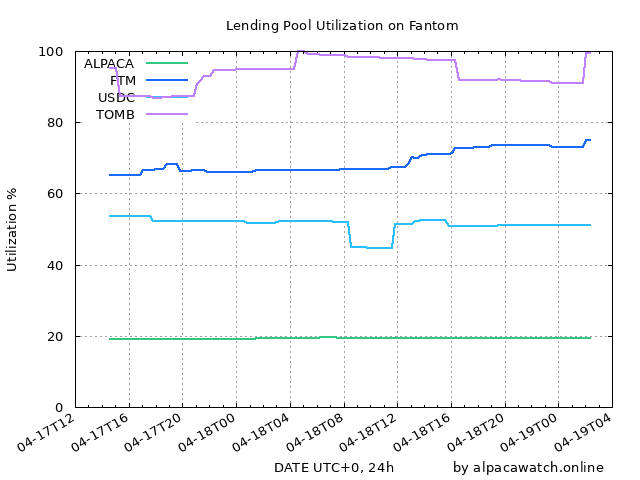 Lending Pool Utilization on Fantom
100
80
60
40
20
0
Utilization %
ALPACA
FTM
USDC
TOMB
04-17T12
04-17T16
04-17T20
04-18T00
04-18T04
04-18T08
04-18T12
04-18T16
04-18T20
04-19T00
04-19T04
DATE UTC+0, 24h
by alpacawatch.online